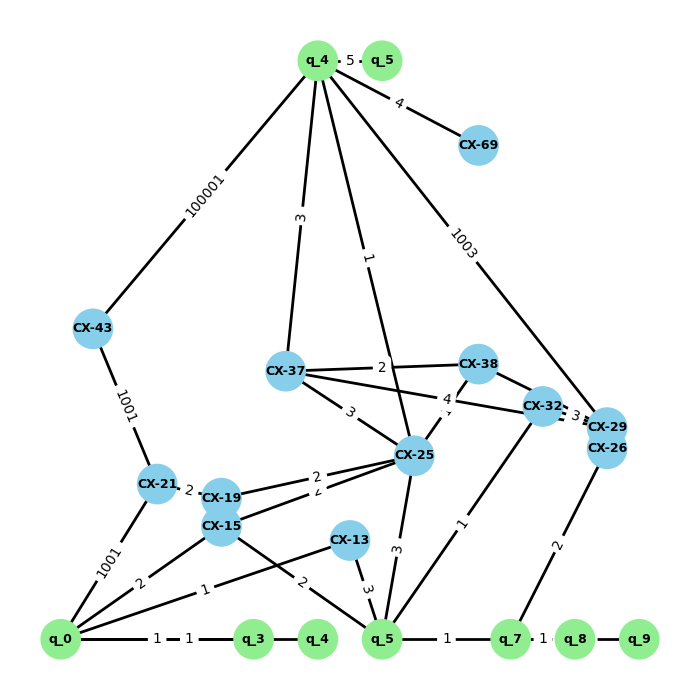 q_4
5
q_5
4
CX-69
100001
3
1
1003
CX-43
CX-37
2
CX-38
4
3
CX-32
3
CX-29
1001
CX-25
CX-26
CX-21
2
CX-19
2
2
CX-15
CX-13
1
3
2
1001
2
1
2
3
q_0
1
1
q_3
q_4
q_5
1
q_7
1
q_8
q_9